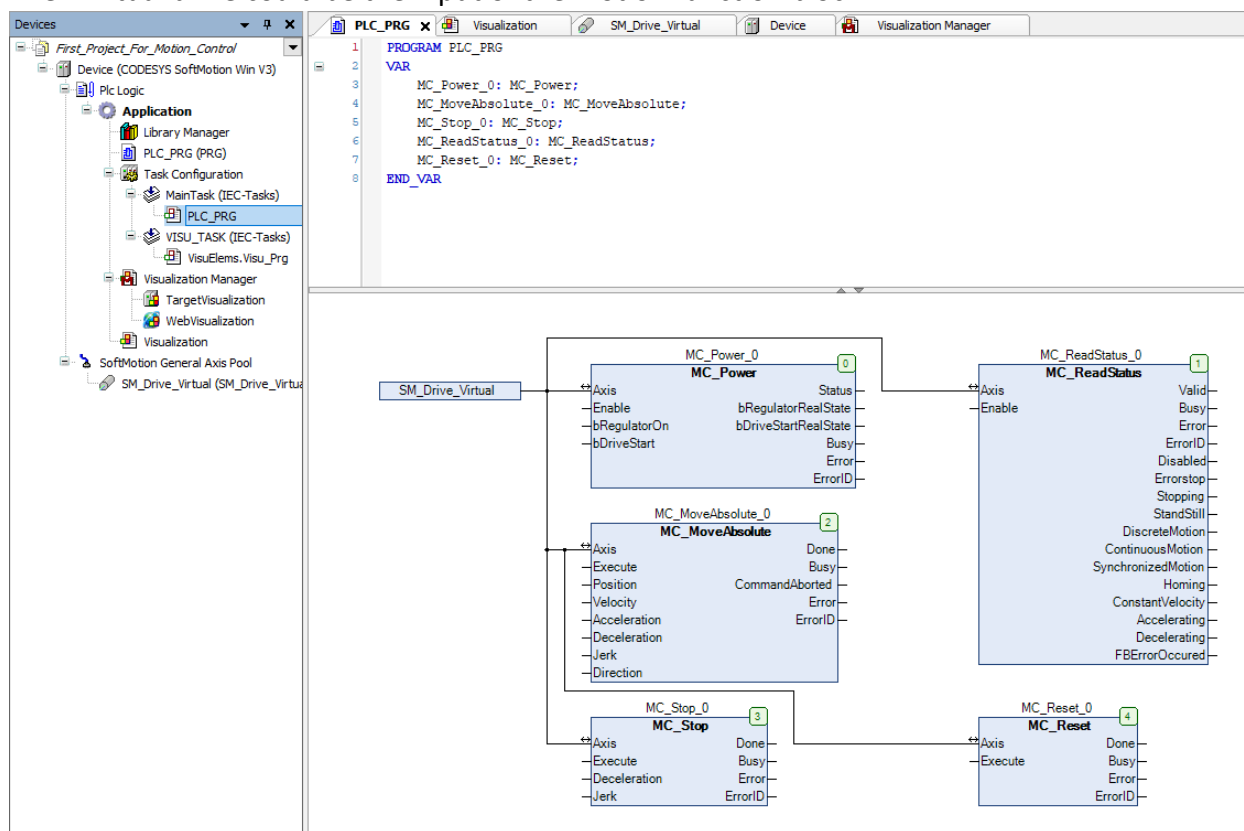 Devices
First_Project_For_Motion_Control
Device (CODESYS SoftMotion Win V3)
Plc Logic
Application
Library Manager
PLC_PRG (PRG)
Task Configuration
MainTask (IEC-Tasks)
PLC_PRG
VISU_TASK (IEC-Tasks)
VisuElems.Visu_Prg
Visualization Manager
TargetVisualization
WebVisualization
Visualization
SoftMotion General Axis Pool
SM_Drive_Virtual (SM_Drive_Virtua
PLC_PRG
Visualization
SM_Drive_Virtual
Device
Visualization Manager
1 PROGRAM PLC_PRG
2 VAR
3 MC_Power_0: MC_Power;
4 MC_MoveAbsolute_0: MC_MoveAbsolute;
5 MC_Stop_0: MC_Stop;
6 MC_ReadStatus_0: MC_ReadStatus;
7 MC_Reset_0: MC_Reset;
8 END_VAR
SM_Drive_Virtual
MC_Power_0
0
MC_Power
Axis Status
Enable bRegulatorRealState
bRegulatorOn bDriveStartRealState
bDriveStart Busy
Error
ErrorID
MC_ReadStatus_0
1
MC_ReadStatus
Axis Valid
Enable Busy
Error
ErrorID
Disabled
Errorstop
Stopping
StandStill
DiscreteMotion
ContinuousMotion
SynchronizedMotion
Homing
ConstantVelocity
Accelerating
Decelerating
FBErrorOccured
MC_MoveAbsolute_0
2
MC_MoveAbsolute
Axis Done
Execute Busy
Position CommandAborted
Velocity Error
Acceleration ErrorID
Deceleration
Jerk
Direction
MC_Stop_0
3
MC_Stop
Axis Done
Execute Busy
Deceleration Error
Jerk ErrorID
MC_Reset_0
4
MC_Reset
Axis Done
Execute Busy
Error
ErrorID